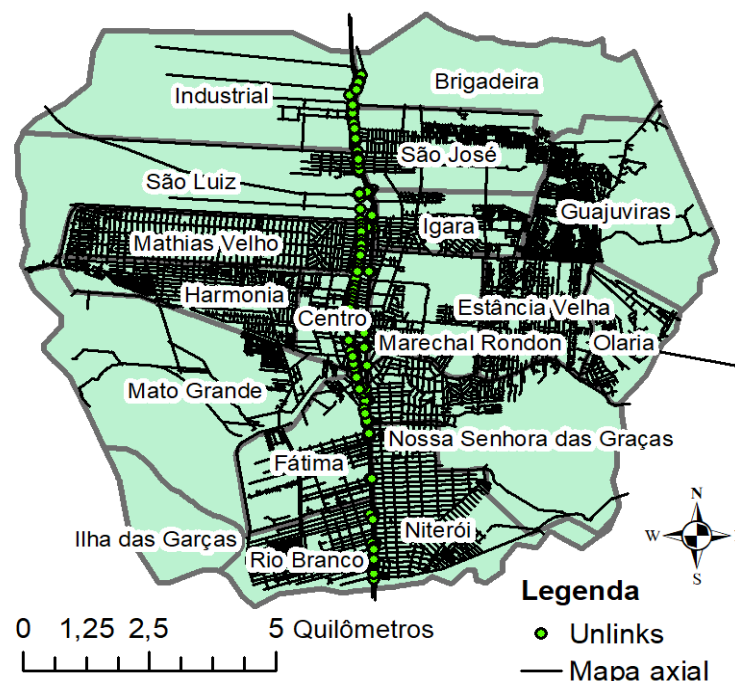 Brigadeira
Industrial
São José
São Luiz
Guajuviras
Igara
Mathias Velho
Harmonia
Estância Velha
Centro
Marechal Rondon
Olaria
Mato Grande
Nossa Senhora das Graças
Fátima
Niterói
Ilha das Garças
Rio Branco
N
W
S
Legenda
0 1,25 2,5 5 Quilômetros
Unlinks
Mapa axial